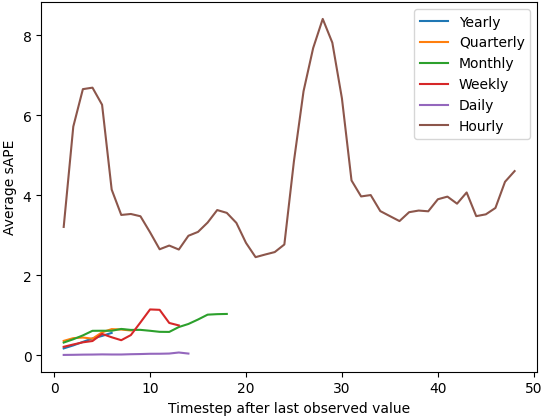 Yearly
Quarterly
Monthly
Weekly
Daily
Hourly
Average sAPE
8
6
4
2
0
0 10 20 30 40 50
Timestep after last observed value